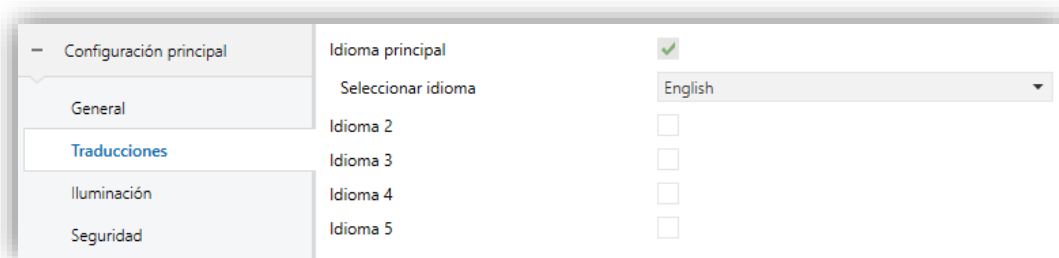 Configuración principal
General
Traducciones
Iluminación
Seguridad
Idioma principal
Seleccionar idioma
English
Idioma 2
Idioma 3
Idioma 4
Idioma 5